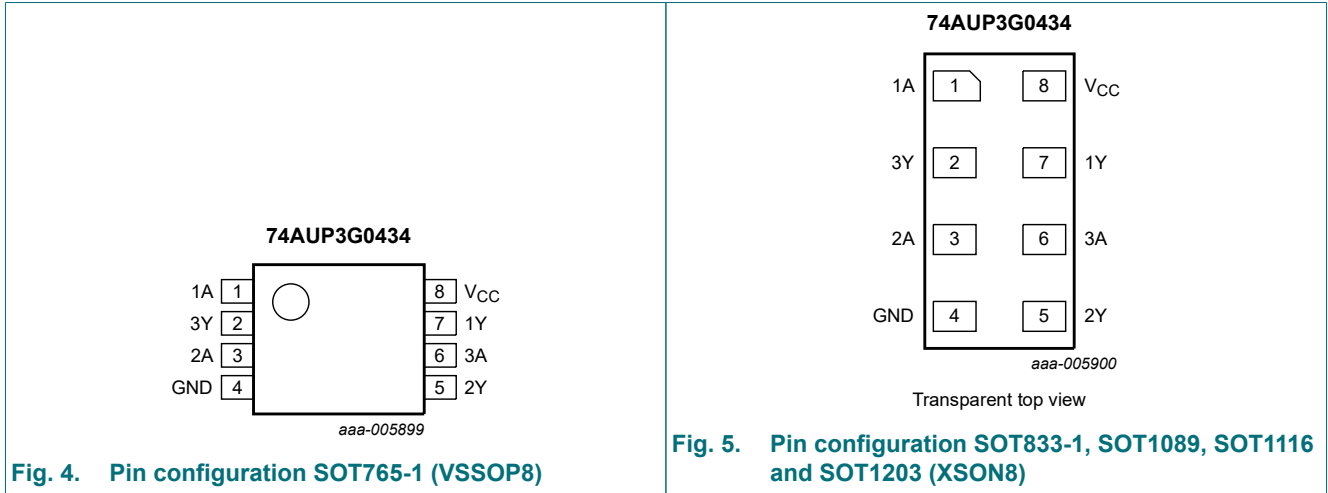 74AUP3G0434
1A 1 8 VCC
3Y 2 7 1Y
2A 3 6 3A
GND 4 5 2Y
aaa-005899
Fig. 4. Pin configuration SOT765-1 (VSSOP8)
74AUP3G0434
1A 1 8 VCC
3Y 2 7 1Y
2A 3 6 3A
GND 4 5 2Y
aaa-005900
Transparent top view
Fig. 5. Pin configuration SOT833-1, SOT1089, SOT1116
and SOT1203 (XSON8)